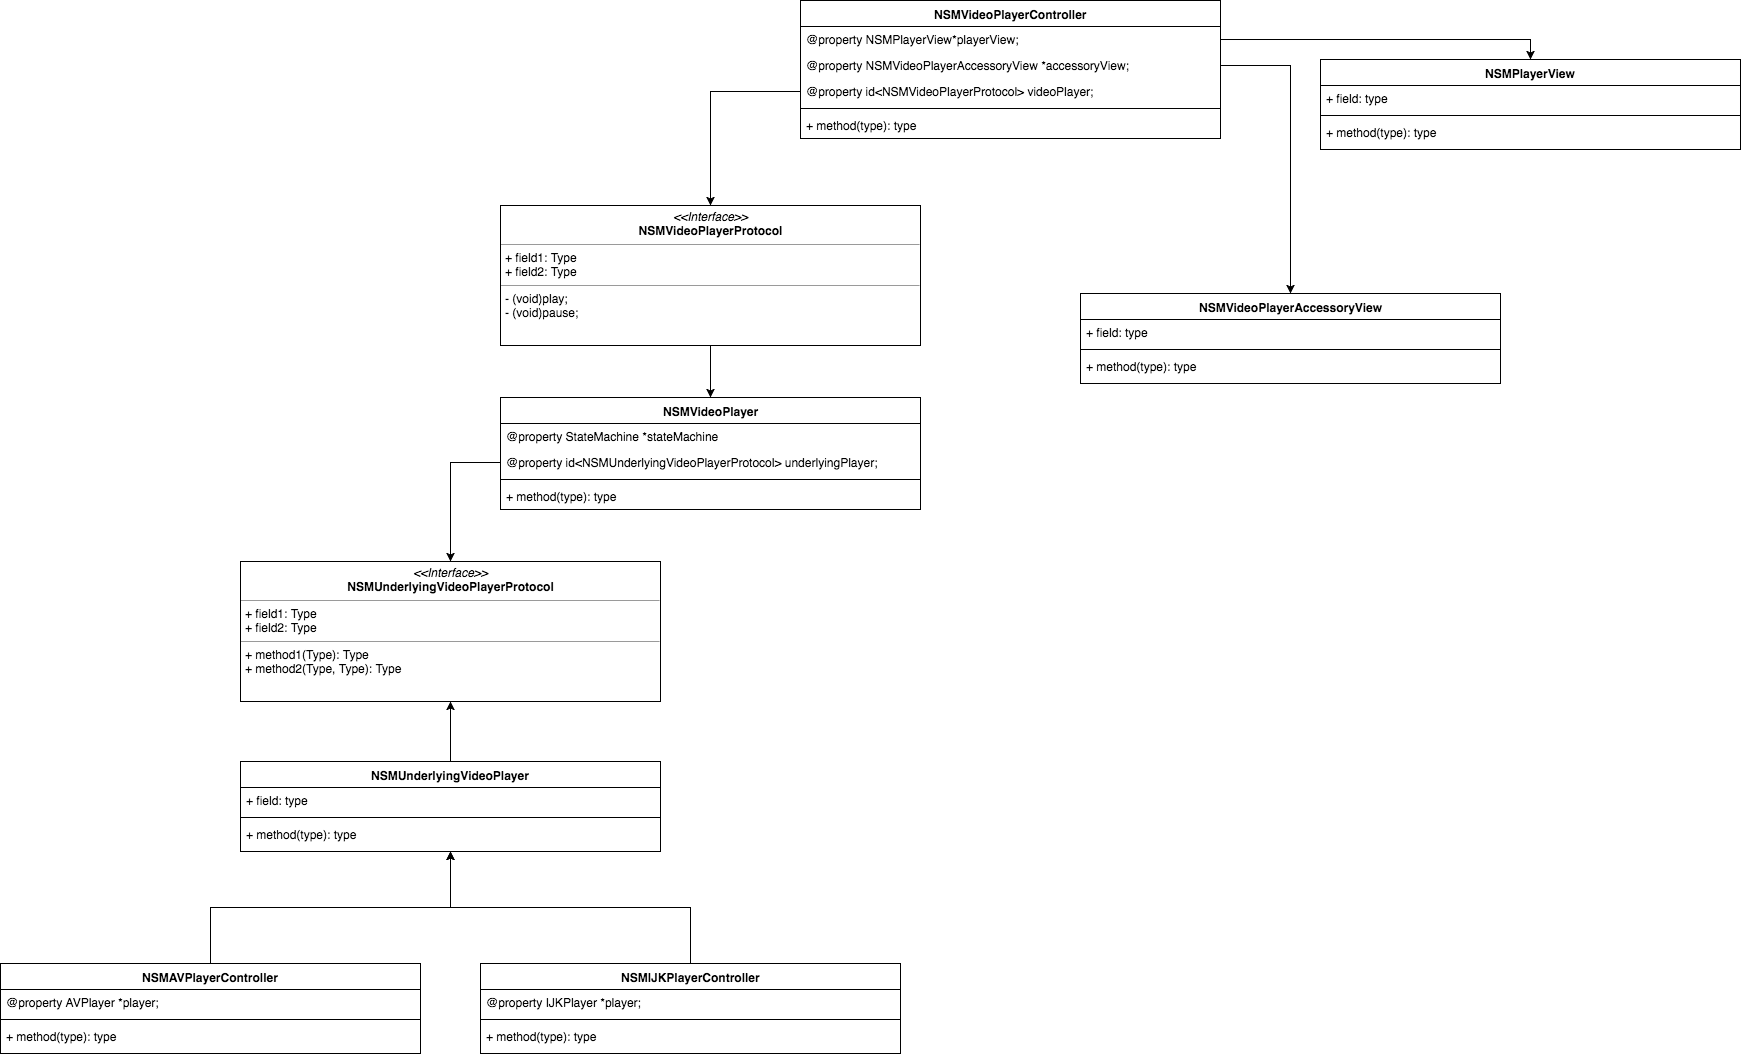 NSMVideoPlayerController
@property NSMPlayerView*playerView;
@property NSMVideoPlayerAccessoryView *accessoryView;
@property id<NSMVideoPlayerProtocol> videoPlayer;
+ method(type): type
NSMPlayerView
+ field: type
+ method(type): type
<<Interface>>
NSMVideoPlayerProtocol
+ field1: Type
+ field2: Type
- (void)play;
- (void)pause;
NSMVideoPlayerAccessoryView
+ field: type
+ method(type): type
NSMVideoPlayer
@property StateMachine *stateMachine
@property id<NSMUnderlyingVideoPlayerProtocol> underlyingPlayer;
+ method(type): type
<<Interface>>
NSMUnderlyingVideoPlayerProtocol
+ field1: Type
+ field2: Type
+ method1(Type): Type
+ method2(Type, Type): Type
NSMUnderlyingVideoPlayer
+ field: type
+ method(type): type
NSMAVPlayerController
@property AVPlayer *player;
+ method(type): type
NSMIJKPlayerController
@property IJKPlayer *player;
+ method(type): type